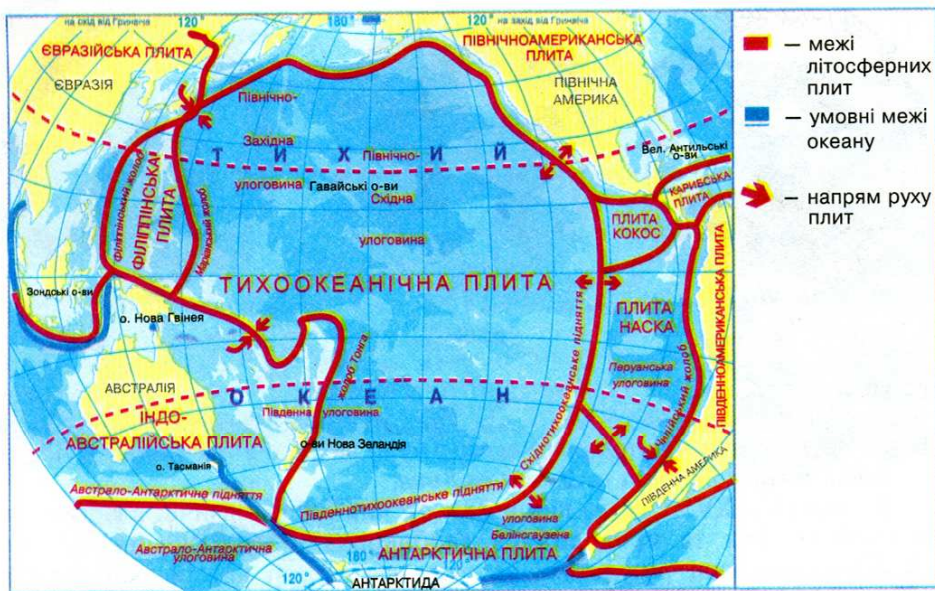 на схід від Гринвіча
120°
180°
120°
на захід від Гринвіча
ЄВРАЗІЙСЬКА ПЛИТА
ЄВРАЗІЯ
ПІВНІЧНОАМЕРИКАНСЬКА
ПЛИТА
ПІВНІЧНА
АМЕРИКА
Північно-
Західна
улоговина
Т И Х И Й
Північно-
Східна
улоговина
Гавайські о-ви
Вел. Антильські
о-ви
КАРИБСЬКА
ПЛИТА
ПЛИТА
КОКОС
Філіппінський жолоб
ФІЛІППІНСЬКА
ПЛИТА
Маріанський жолоб
ТИХООКЕАНІЧНА ПЛИТА
Зондські о-ви
о. Нова Гвінея
ПЛИТА
НАСКА
ПІВДЕННОАМЕРИКАНСЬКА ПЛИТА
Перуанська
улоговина
Чилійський жолоб
Східнотихоокеанське підняття
жолоб Тонга
АВСТРАЛІЯ
О К Е А Н
Південна улоговина
ІНДО-
АВСТРАЛІЙСЬКА ПЛИТА
о-ви Нова Зеландія
о. Тасманія
ПІВДЕННА АМЕРИКА
Австрало-Антарктичне підняття
Південнотихоокеанське підняття
улоговина
Белінсгаузена
Австрало-Антарктична
улоговина
АНТАРКТИЧНА ПЛИТА
120°
180°
120°
АНТАРКТИДА
– межі
літосферних
плит
– умовні межі
океану
– напрям руху
плит